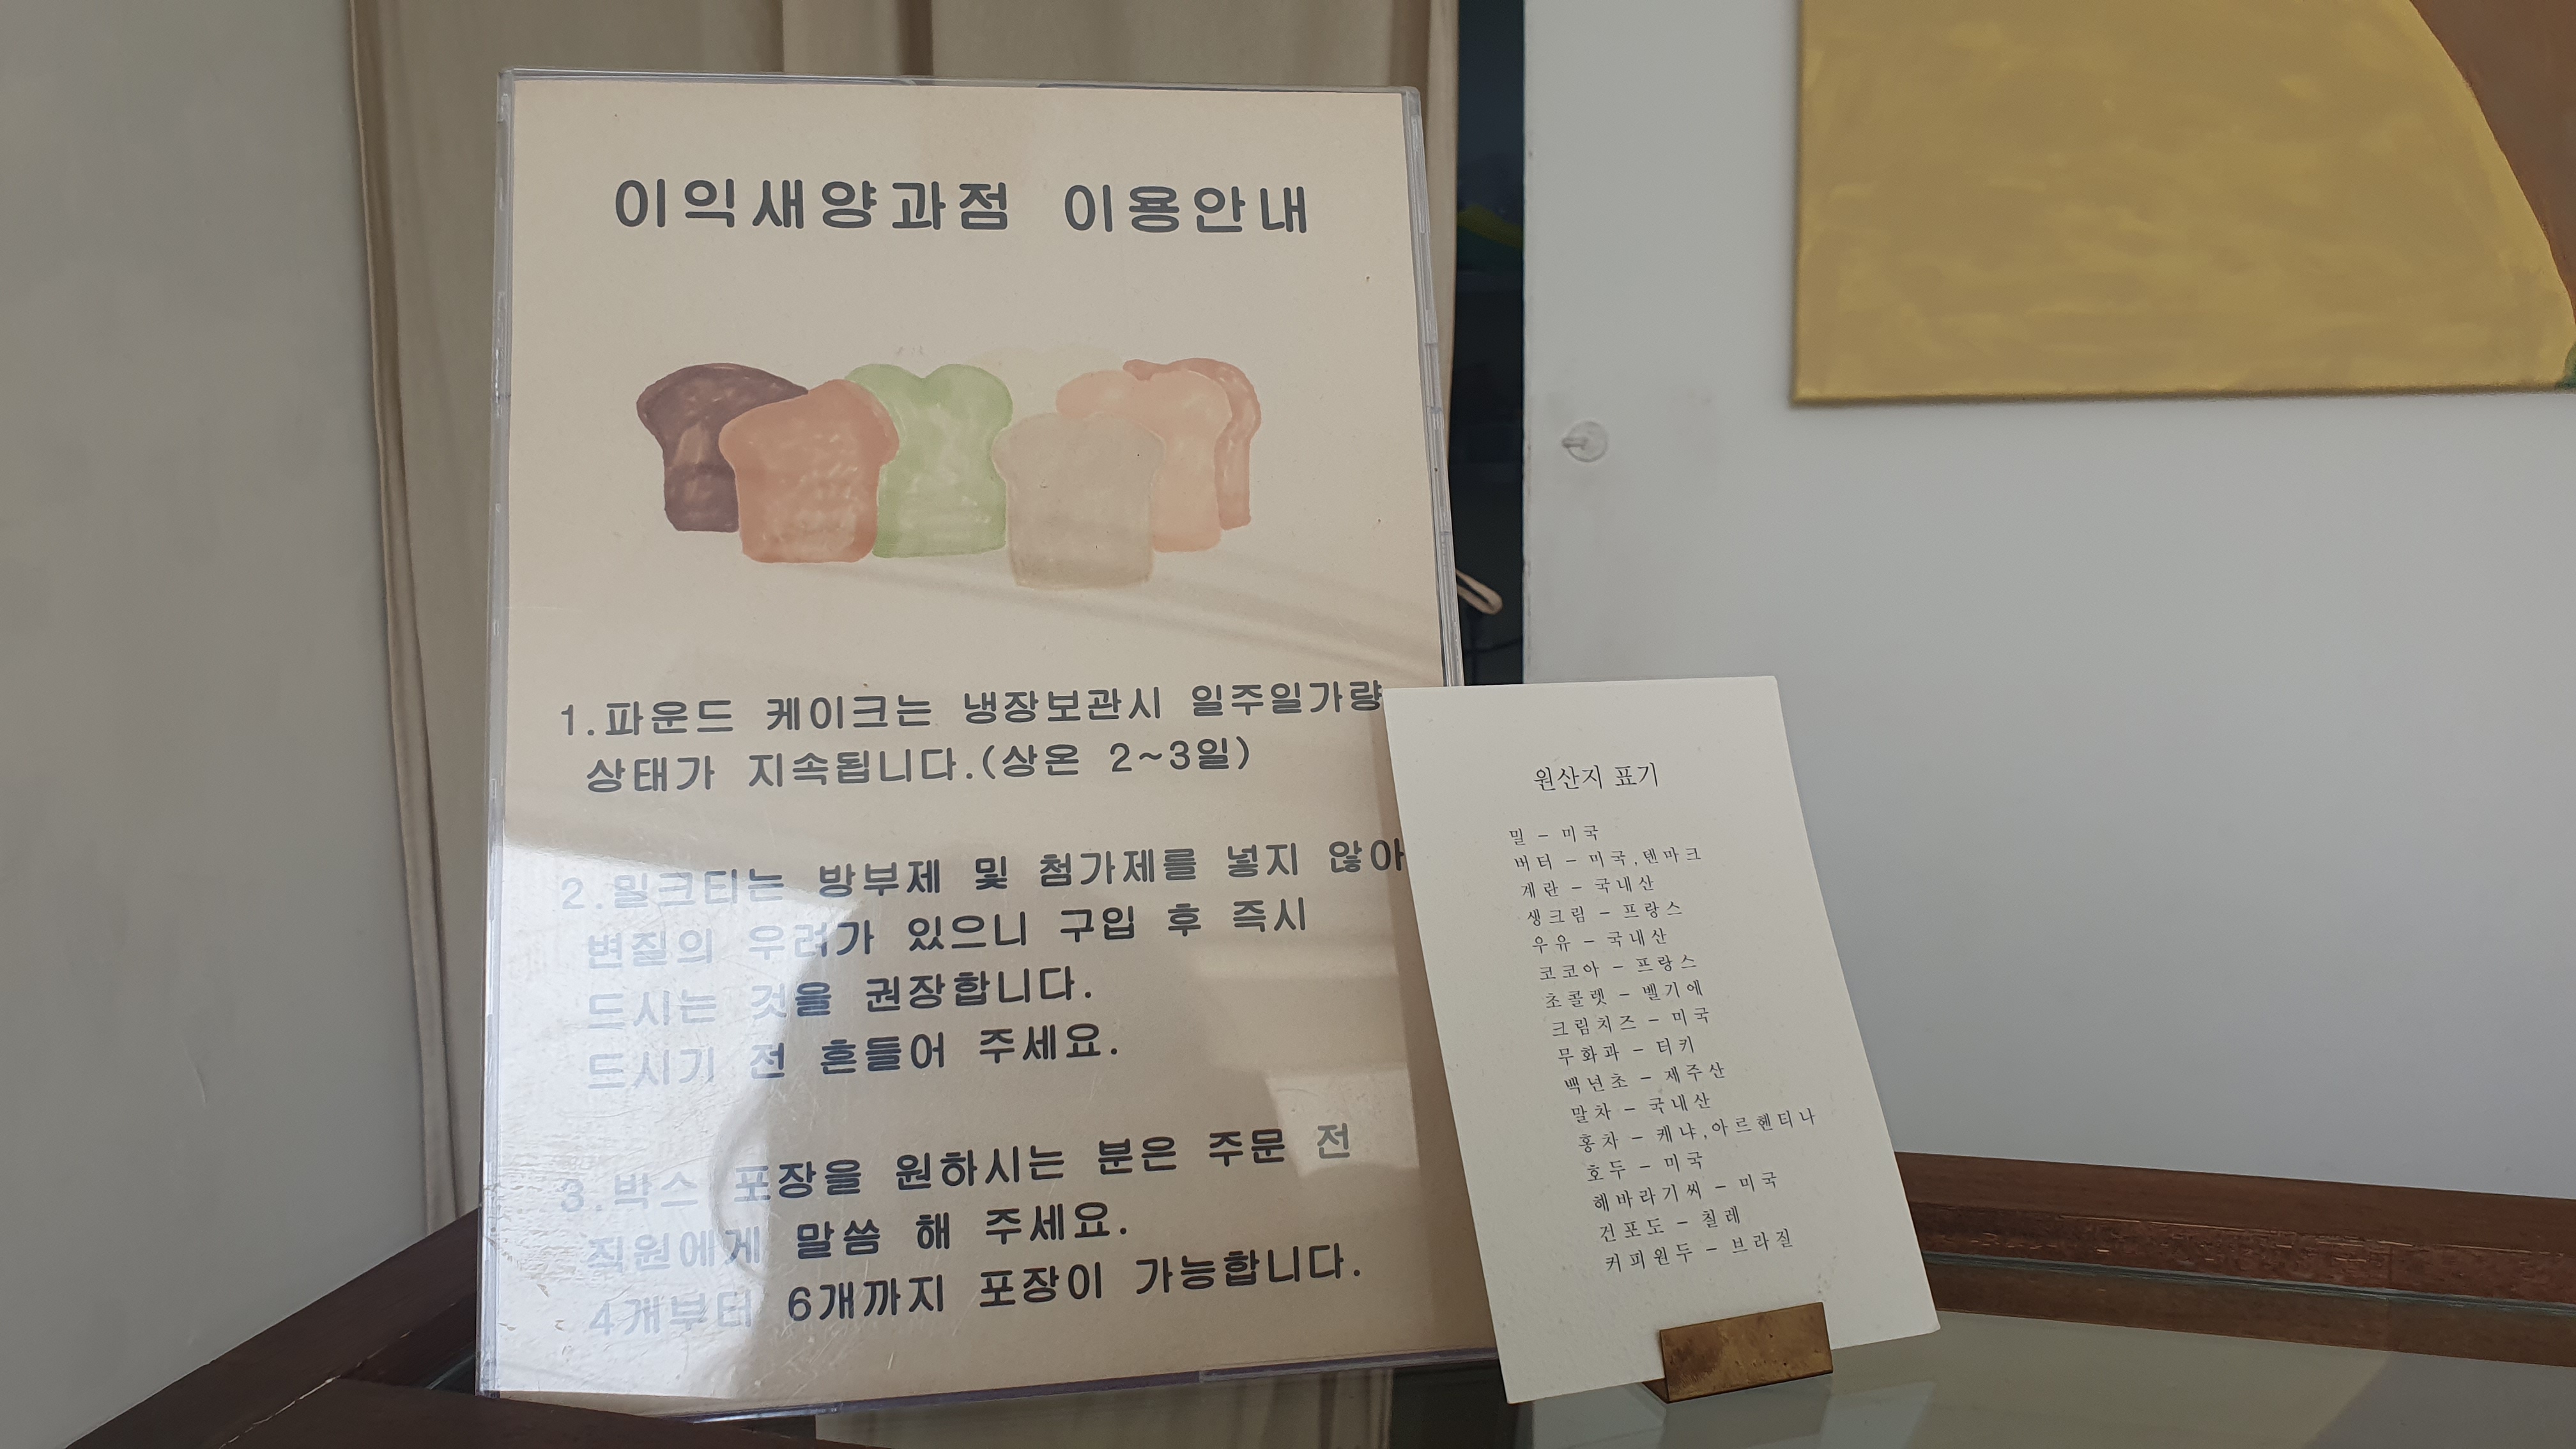 이익새양과점 이용안내
1.파운드 케이크는 냉장보관시 일주일가량
상태가 지속됩니다.(상온 2~3일)
2.밀크티는 방부제 및 첨가제를 넣지 않아
변질의 우려가 있으니 구입 후 즉시
드시는 것을 권장합니다.
드시기 전 흔들어 주세요.
3.박스 포장을 원하시는 분은 주문 전
직원에게 말씀 해 주세요.
4개부터 6개까지 포장이 가능합니다.
원산지 표기
밀 - 미국
버터 - 미국,덴마크
계란 - 국내산
생크림 - 프랑스
우유 - 국내산
코코아 - 프랑스
초콜렛 - 벨기에
크림치즈 - 미국
무화과 - 터키
백년초 - 제주산
말차 - 국내산
홍차 - 케냐,아르헨티나
호두 - 미국
해바라기씨 - 미국
건포도 - 칠레
커피원두 - 브라질